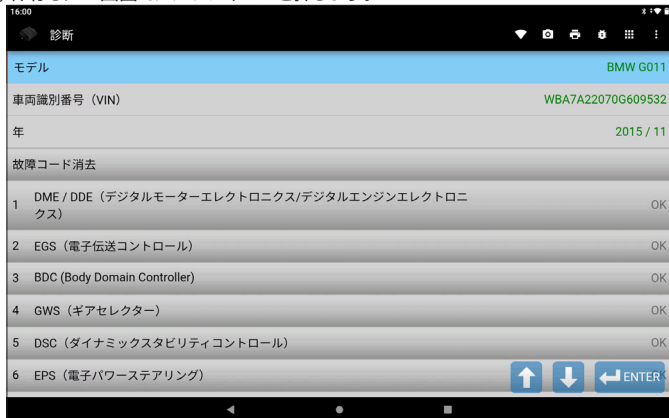 16:00
診断
モデル BMW G011
車両識別番号（VIN） WBA7A22070G609532
年 2015 / 11
故障コード消去
1 DME / DDE（デジタルモーターエレクトロニクス/デジタルエンジンエレクトロニ
クス） OK
2 EGS（電子伝送コントロール） OK
3 BDC (Body Domain Controller) OK
4 GWS（ギアセレクター） OK
5 DSC（ダイナミックスタビリティコントロール） OK
6 EPS（電子パワーステアリング）
ENTER